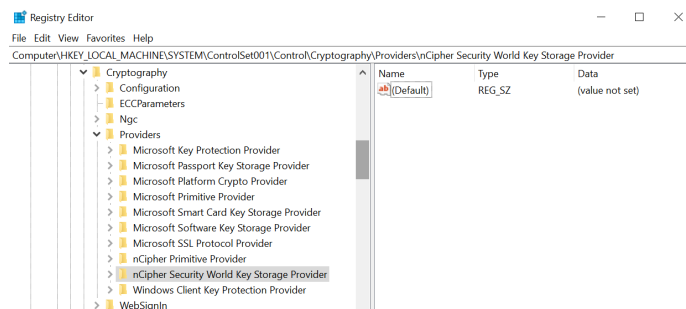 Registry Editor
File Edit View Favorites Help
Computer\HKEY_LOCAL_MACHINE\SYSTEM\ControlSet001\Control\Cryptography\Providers\nCipher Security World Key Storage Provider
Cryptography
Configuration
ECCParameters
Ngc
Providers
Microsoft Key Protection Provider
Microsoft Passport Key Storage Provider
Microsoft Platform Crypto Provider
Microsoft Primitive Provider
Microsoft Smart Card Key Storage Provider
Microsoft Software Key Storage Provider
Microsoft SSL Protocol Provider
nCipher Primitive Provider
nCipher Security World Key Storage Provider
Windows Client Key Protection Provider
WebSignIn
Name Type Data
ab (Default) REG_SZ (value not set)